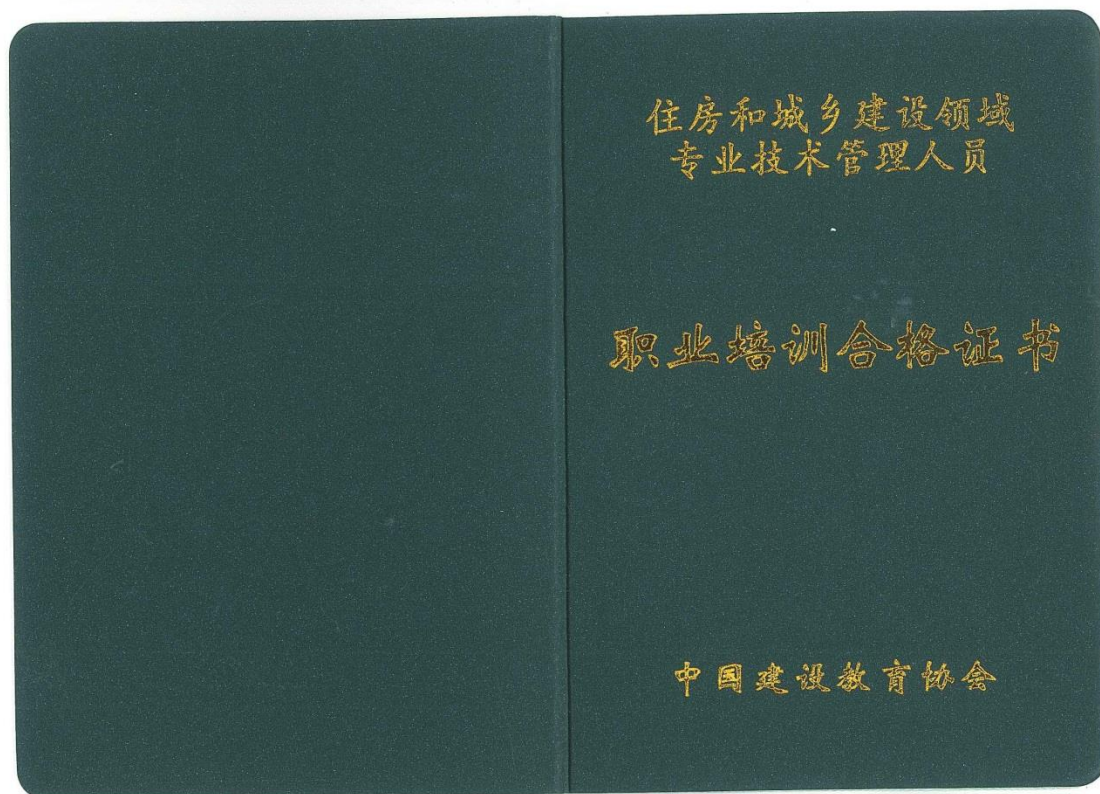 住房和城乡建设领域
专业技术管理人员
职业培训合格证书
中国建设教育协会